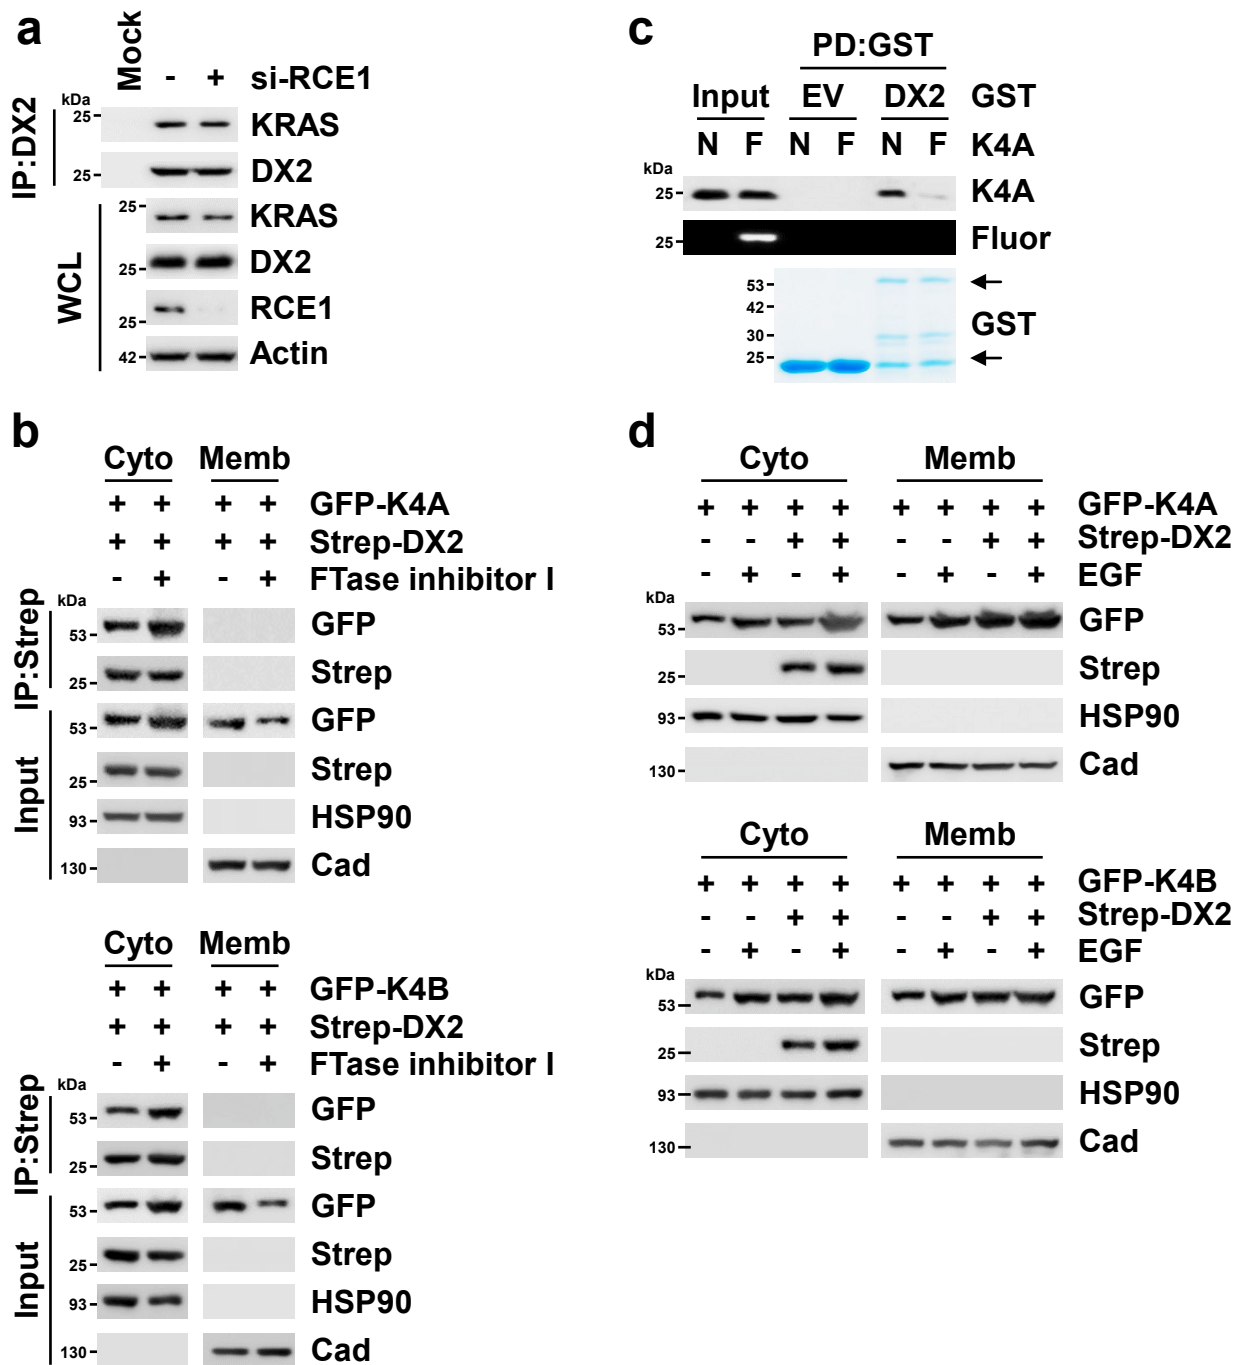 a
Mock
- + si-RCE1
kDa
IP:DX2
25 KRAS
25 DX2
WCL
25 KRAS
25 DX2
25 RCE1
42 Actin
b
Cyto Memb
+ + + + GFP-K4A
+ + + + Strep-DX2
- + - + FTase inhibitor I
kDa
IP:Strep
53 GFP
25 Strep
Input
53 GFP
25 Strep
93 HSP90
130 Cad
Cyto Memb
+ + + + GFP-K4B
+ + + + Strep-DX2
- + - + FTase inhibitor I
kDa
IP:Strep
53 GFP
25 Strep
Input
53 GFP
25 Strep
93 HSP90
130 Cad
c
PD:GST
Input EV DX2 GST
N F N F N F K4A
kDa
25 K4A
25 Fluor
53
42
30 GST
25
d
Cyto Memb
+ + + + + + + + GFP-K4A
- - + + - - + + Strep-DX2
- + - + - + - + EGF
kDa
53 GFP
25 Strep
93 HSP90
130 Cad
Cyto Memb
+ + + + + + + + GFP-K4B
- - + + - - + + Strep-DX2
- + - + - + - + EGF
kDa
53 GFP
25 Strep
93 HSP90
130 Cad